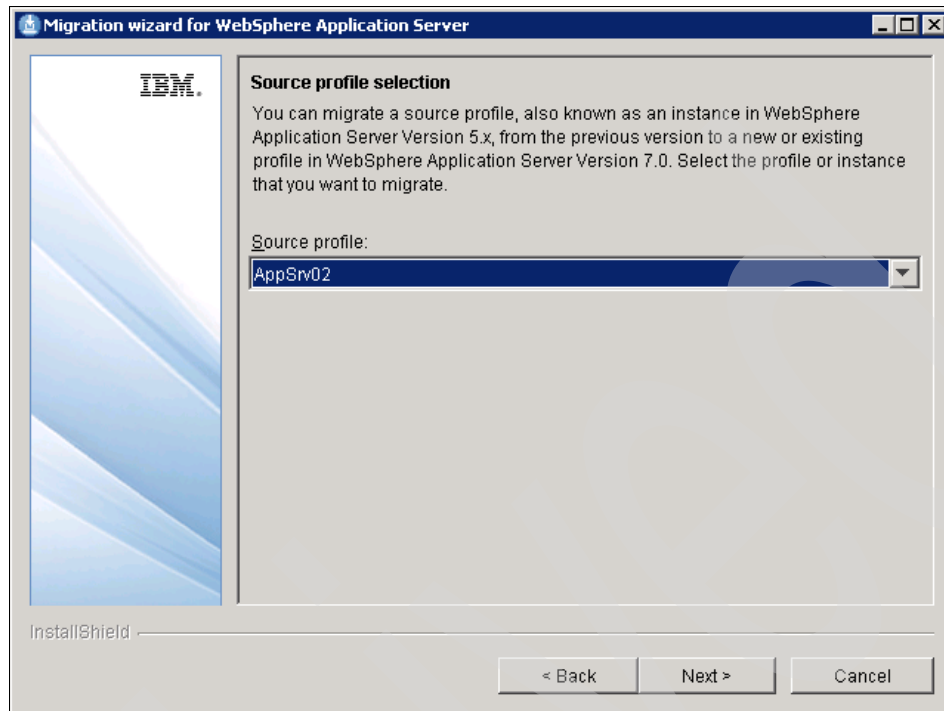 Migration wizard for WebSphere Application Server
IBM.
Source profile selection
You can migrate a source profile, also known as an instance in WebSphere
Application Server Version 5.x, from the previous version to a new or existing
profile in WebSphere Application Server Version 7.0. Select the profile or instance
that you want to migrate.
Source profile:
AppSrv02
InstallShield
< Back
Next >
Cancel